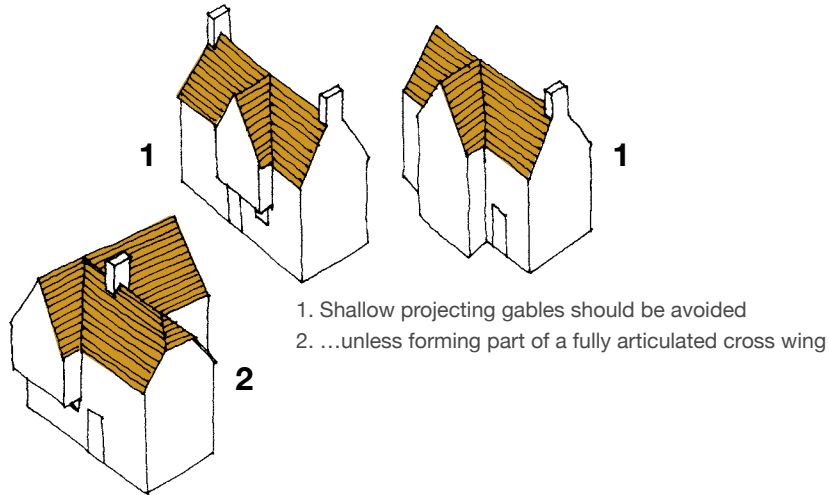 1
1
1. Shallow projecting gables should be avoided
2. …unless forming part of a fully articulated cross wing
2